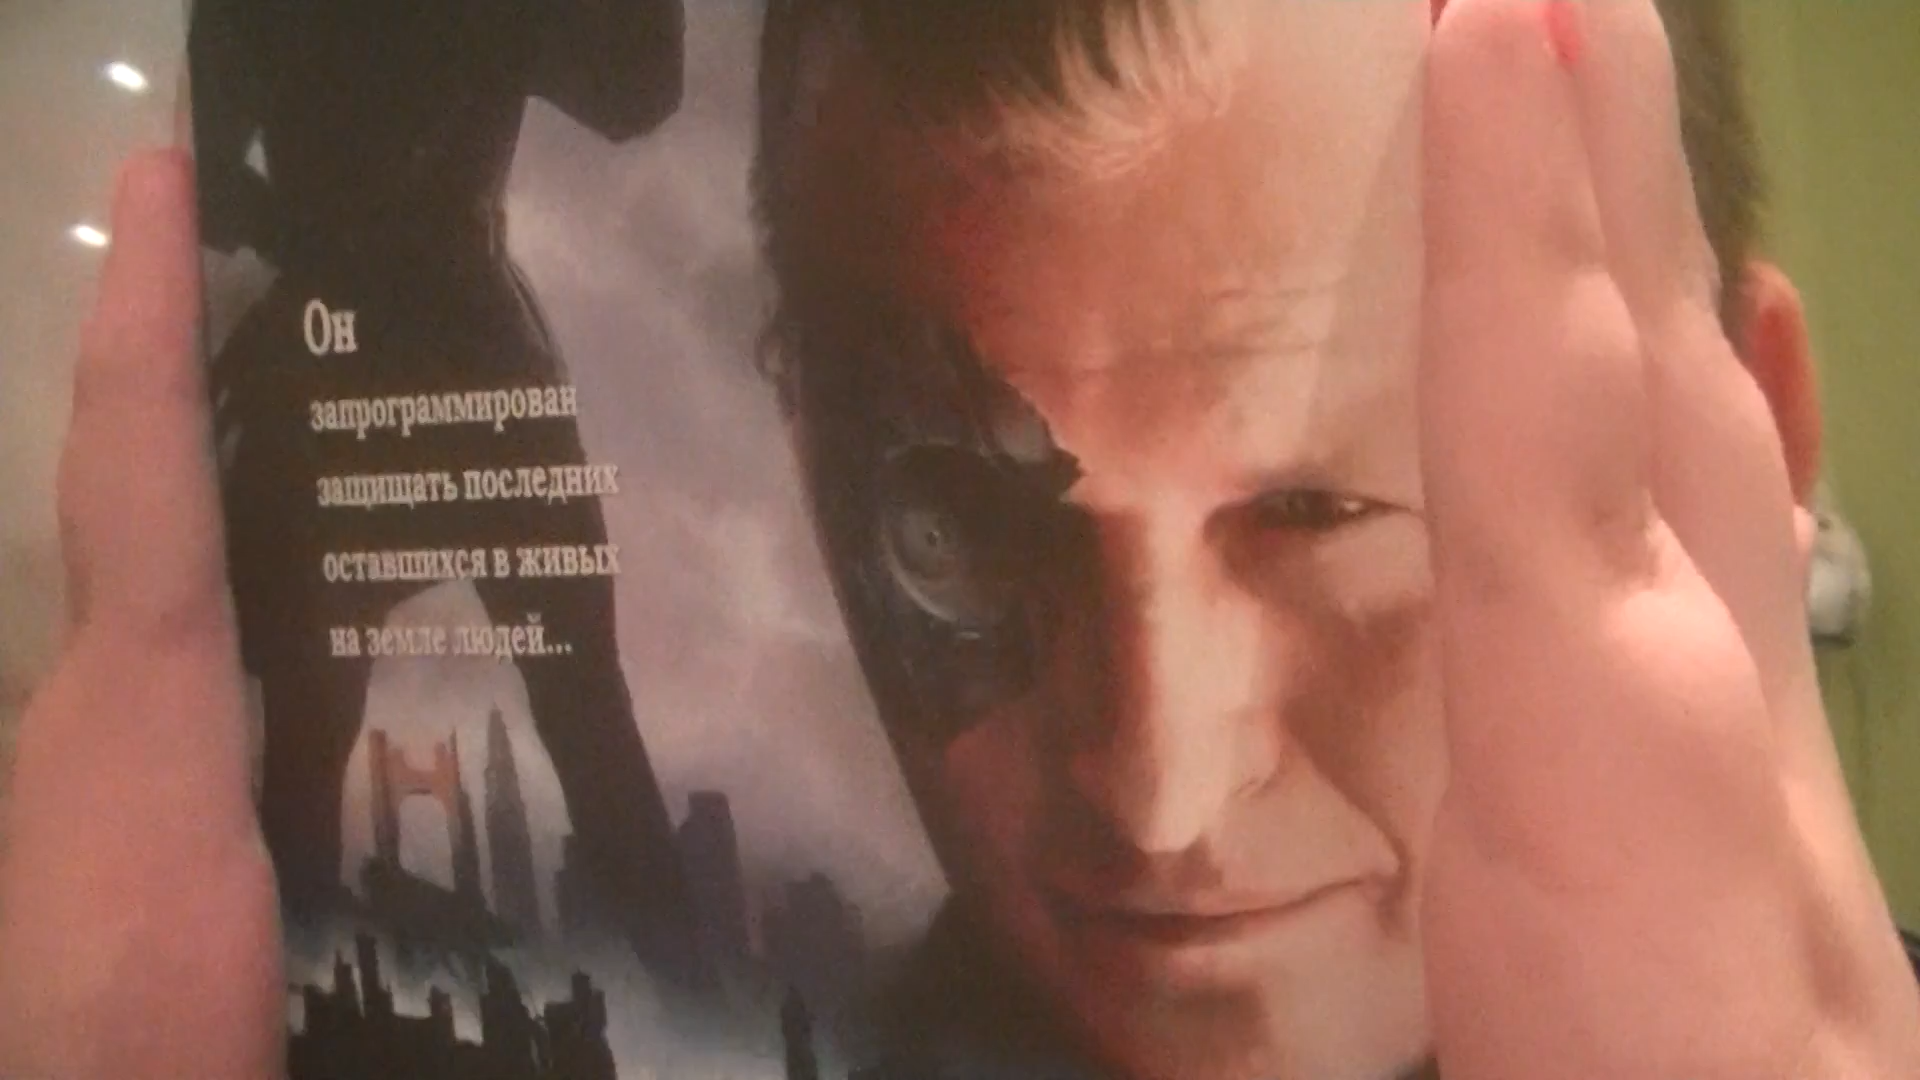 Он
запрограммирован
защищать последних
оставшихся в живых
на земле людей...